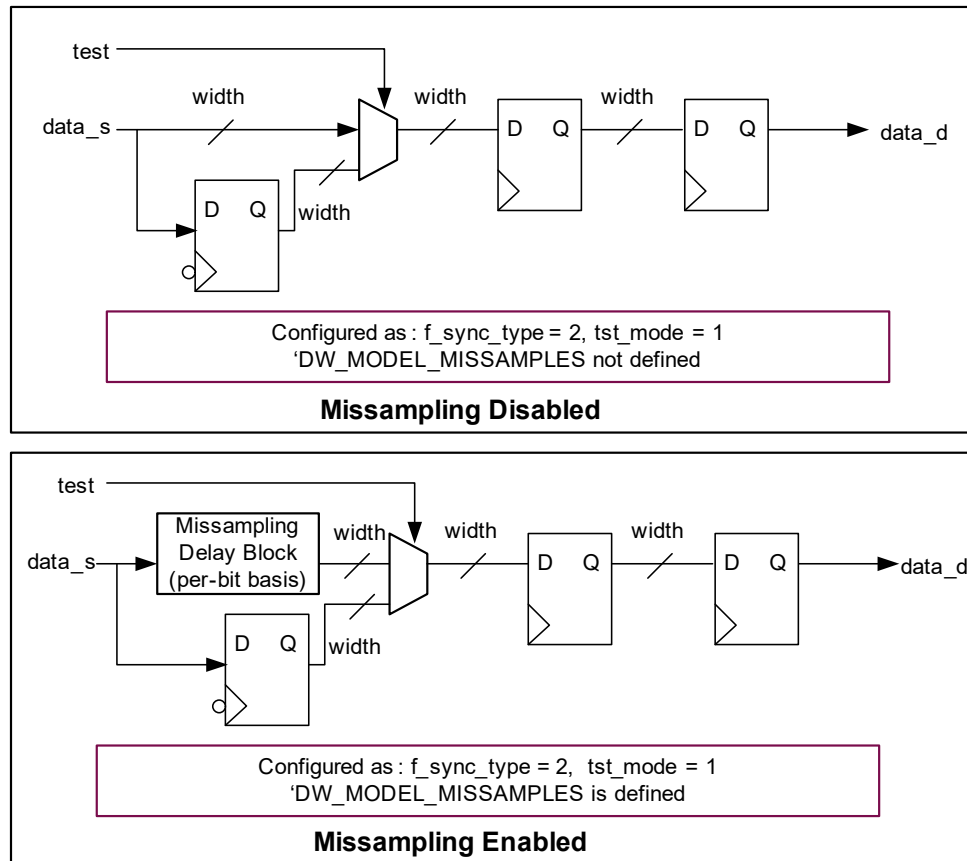 test
width
width
width
data_s
D Q
D Q
data_d
width
D Q
Configured as: f_sync_type = 2, tst_mode = 1
‘DW_MODEL_MISSAMPLES not defined
Missampling Disabled
test
Missampling
Delay Block
(per-bit basis)
width
width
width
data_s
D Q
D Q
data_d
width
D Q
Configured as: f_sync_type = 2, tst_mode = 1
‘DW_MODEL_MISSAMPLES is defined
Missampling Enabled